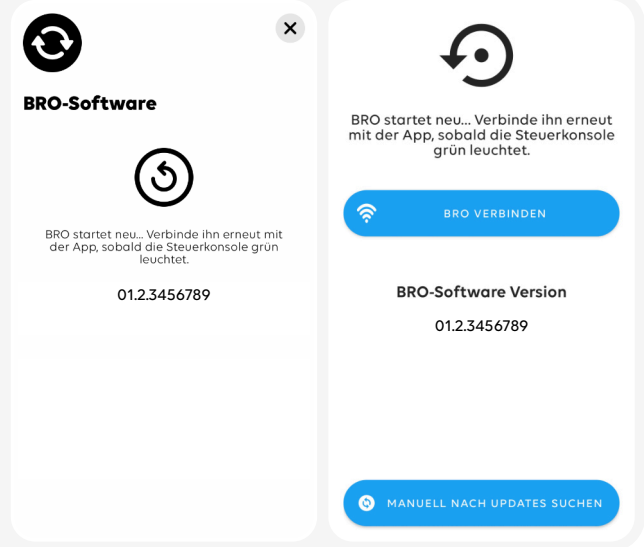 BRO-Software
BRO startet neu... Verbinde ihn erneut mit
der App, sobald die Steuerkonsole grün
leuchtet.
01.2.3456789
BRO startet neu... Verbinde ihn erneut
mit der App, sobald die Steuerkonsole
grün leuchtet.
BRO VERBINDEN
BRO-Software Version
01.2.3456789
MANUELL NACH UPDATES SUCHEN